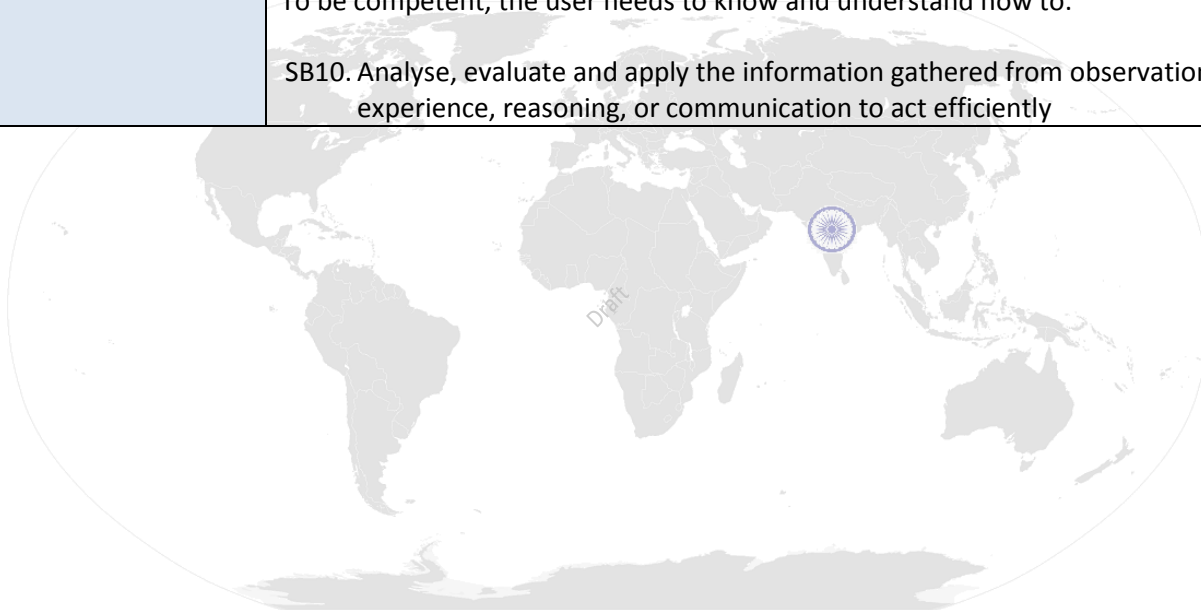 To be competent, the user needs to know and understand how to:
SB10. Analyse, evaluate and apply the information gathered from observation
experience, reasoning, or communication to act efficiently
Draft